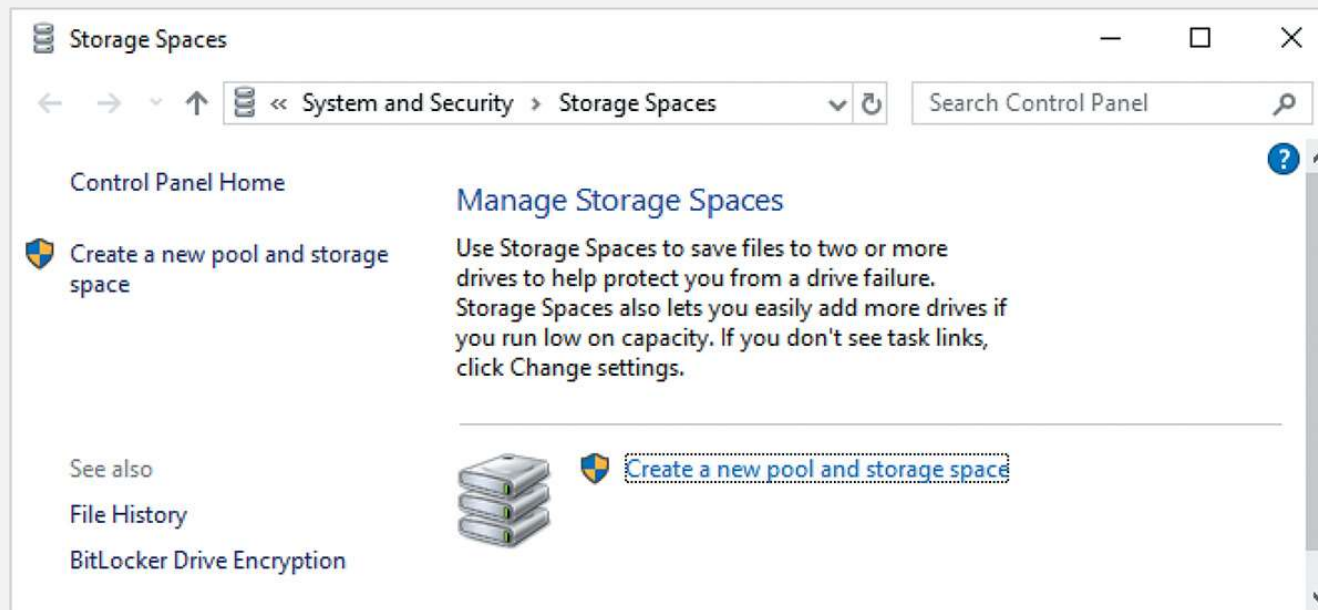 Storage Spaces
« System and Security › Storage Spaces
Search Control Panel
?
Control Panel Home
Create a new pool and storage
space
See also
File History
BitLocker Drive Encryption
Manage Storage Spaces
Use Storage Spaces to save files to two or more
drives to help protect you from a drive failure.
Storage Spaces also lets you easily add more drives if
you run low on capacity. If you don't see task links,
click Change settings.
Create a new pool and storage space